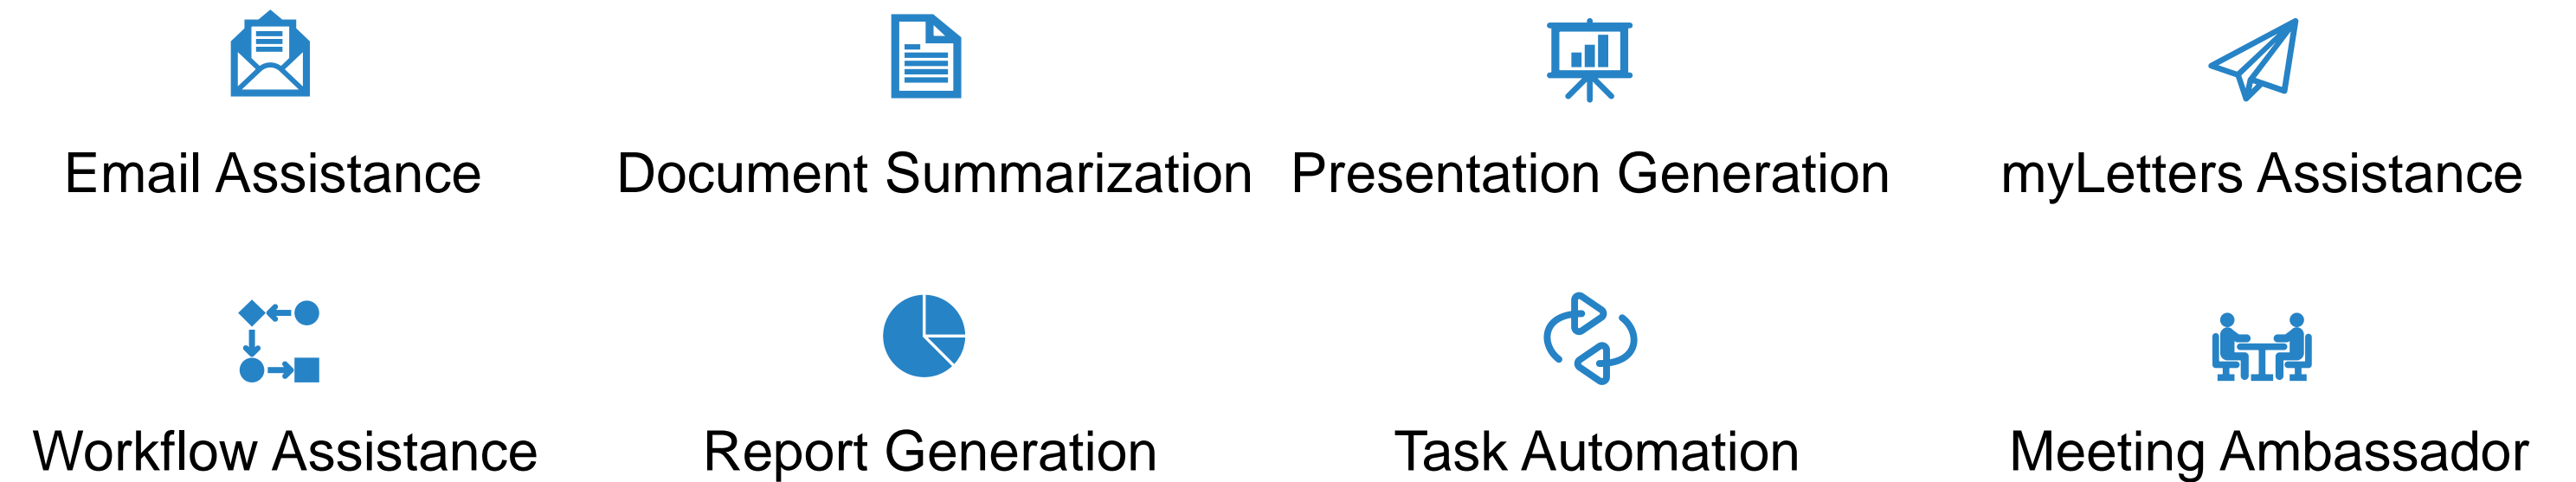 Email Assistance
Document Summarization
Presentation Generation
myLetters Assistance
Workflow Assistance
Report Generation
Task Automation
Meeting Ambassador